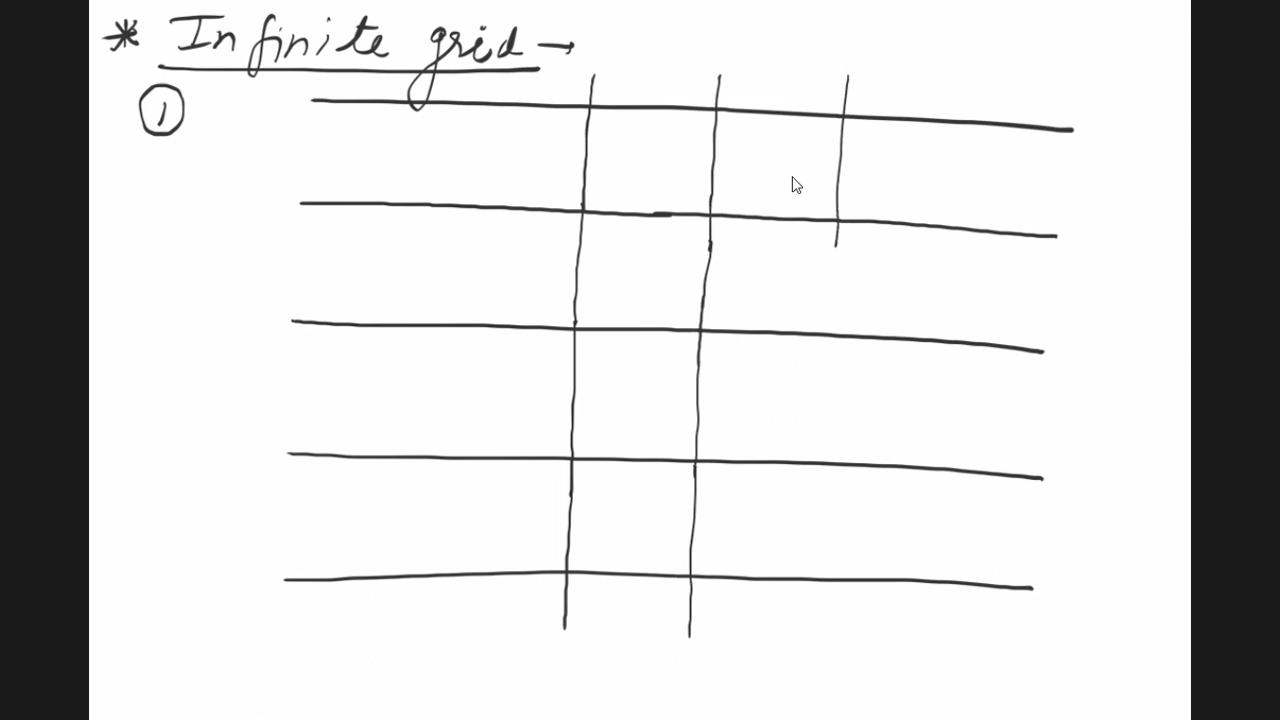 * Infinite grid →
①